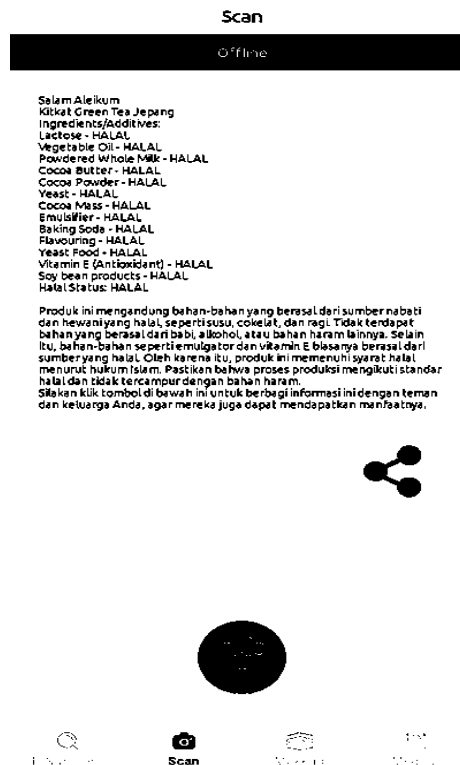 Scan
Offline
Salam Aleikum
Kitkat Green Tea Jepang
Ingredients/Additives:
Lactose - HALAL
Vegetable Oil - HALAL
Powdered Whole Milk - HALAL
Cocoa Butter - HALAL
Cocoa Powder - HALAL
Yeast - HALAL
Cocoa Mass - HALAL
Emulsifier - HALAL
Baking Soda - HALAL
Flavouring - HALAL
Yeast Food - HALAL
Vitamin E (Antioxidant) - HALAL
Soy bean products - HALAL
Halal Status: HALAL
Produk ini mengandung bahan-bahan yang berasal dari sumber nabati
dan hewani yang halal, seperti susu, cokelat, dan ragi. Tidak terdapat
bahan yang berasal dari babi, alkohol, atau bahan haram lainnya. Selain
itu, bahan-bahan seperti emulgator dan vitamin E biasanya berasal dari
sumber yang halal. Oleh karena itu, produk ini memenuhi syarat halal
menurut hukum Islam. Pastikan bahwa proses produksi mengikuti standar
halal dan tidak tercampur dengan bahan haram.
Silakan klik tombol di bawah ini untuk berbagi informasi ini dengan teman
dan keluarga Anda, agar mereka juga dapat mendapatkan manfaatnya.
Scan